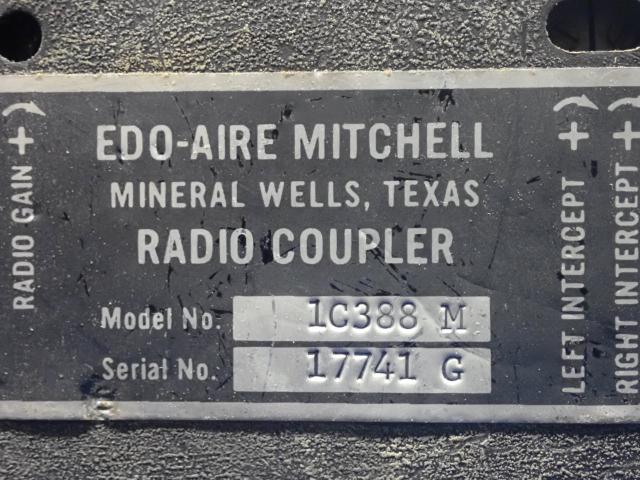 EDO-AIRE MITCHELL
MINERAL WELLS, TEXAS
RADIO COUPLER
Model No. 1C388 M
Serial No. 17741 G
RADIO GAIN +
LEFT INTERCEPT +
RIGHT INTERCEPT +